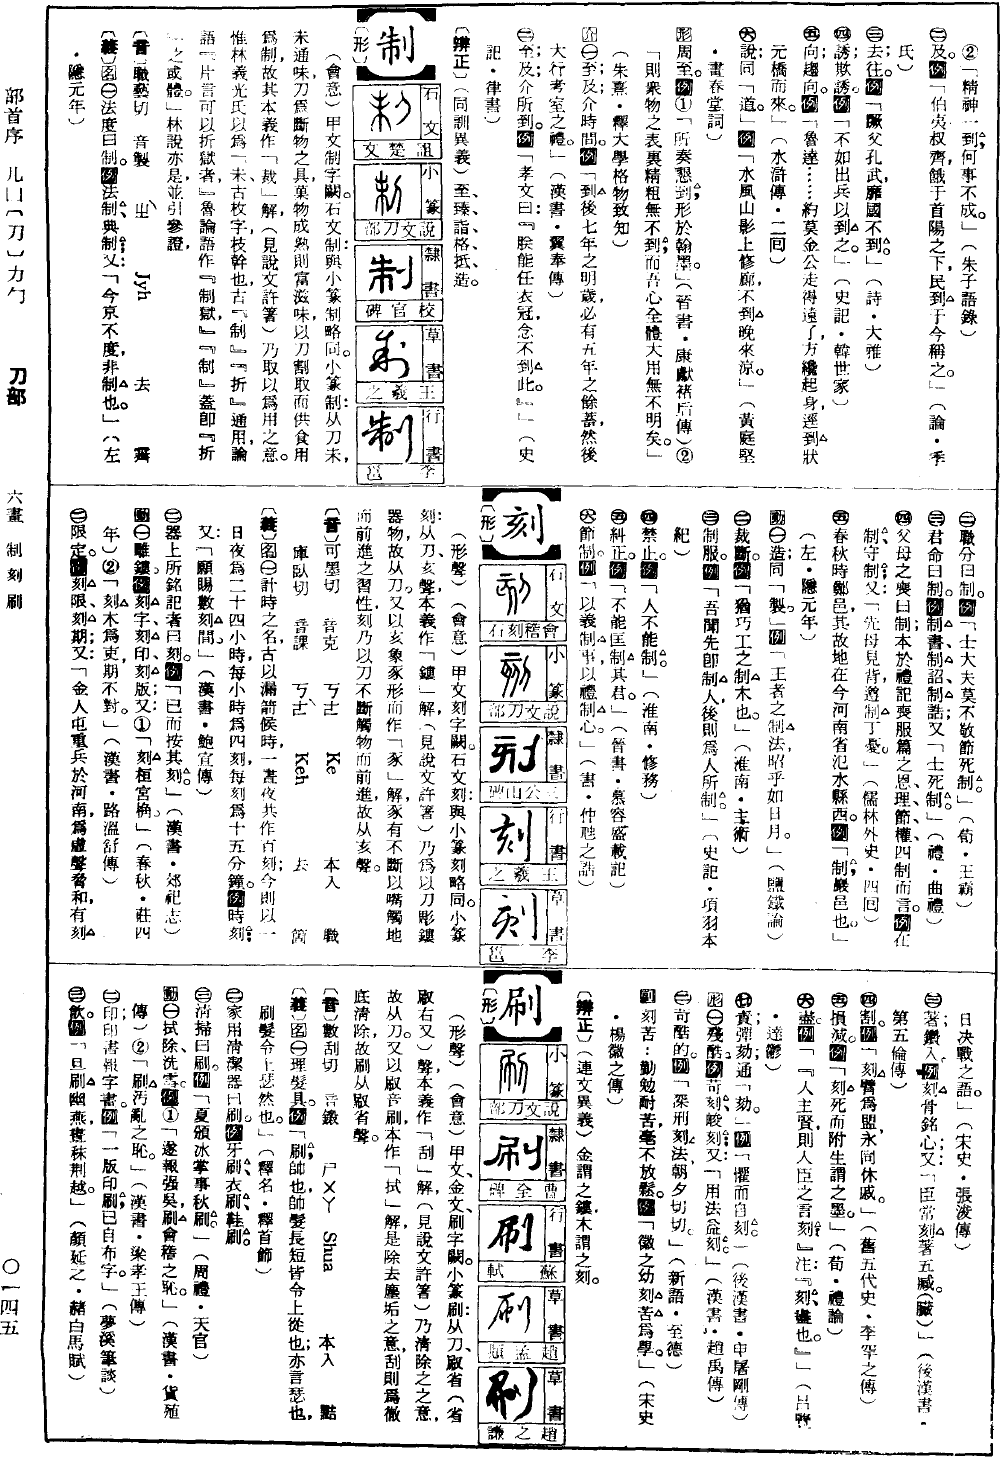 ②「精神一到，何事不成。」（朱子語錄）
㊁及。例「伯夷叔齊餓于首陽之下，民到于今稱之。」（論・季
氏）
㊂去；往。例「蹶父孔武，靡國不到。」（詩・大雅）
㊃誘欺；誘。例「不如出兵以到之。」（史記・韓世家）
㊄向；趨向。例「魯達……約莫金公走得遠了，方纔起身，逕到狀
元橋而來。」（水滸傳・二回）
㊅說同「道。」例「水風山影上修廊，不到晚來涼。」（黃庭堅
・畫春堂詞）
形周至。例①「所奏懇到，形於翰墨。」（晉書・康獻褚后傳）②
「則衆物之表裏精粗無不到，而吾心全體大用無不明矣。」
（朱熹・釋大學格物致知）
㊀至；及。介時間。例「到後七年之明歲，必有五年之餘蓄，然後
大行考室之禮。」（漢書・翼奉傳）
㊁至；及。介所到。例「孝文曰：『朕能任衣冠，念不到此。』」（史
記・律書）
〔辨正〕（同訓異義）至、臻、詣、格、抵、造。
制
〔形〕
石文 詛楚文
小篆 說文刀部
隸書 校官碑
草書 王羲之
行書 李邕
（會意）甲文制字闕。石文制與小篆制略同。小篆制：从刀未，
未通味，刀爲斷物之具，菓物成熟則富滋味，以刀割取而供食用
爲制，故其本義作「裁」解，（見說文許箸）乃取以爲用之意。
惟林義光氏以爲「未古枚字，枝幹也，古『制』『折』通用，論
語『片言可以折獄者』魯論語作『制獄』，『制』蓋即『折
』之或體。」林說亦是，並引參證。
〔音〕職藝切 音製 ㄓˋ Jyh 去 霽
〔義〕名㊀法度曰制。例法制；典制；又「今京不度，非制也。」（左
・隱元年）
㊁職分曰制。例「士大夫莫不敬節死制。」（荀・王霸）
㊂君命曰制。例制書；制詔；制誥；又「士死制。」（禮・曲禮）
㊃父母之喪曰制；本於禮記喪服篇之恩、理、節、權四制而言。例在
制；守制；又「先母見背，遵制丁憂。」（儒林外史・四回）
㊄春秋時鄭邑，其故地在今河南省汜水縣西。例「制，巖邑也。」
（左・隱元年）
動㊀造；同「製。」例「王者之制法，昭乎如日月。」（鹽鐵論）
㊁裁；斷。例「猶巧工之制木也。」（淮南・主術）
㊂制服。例「吾聞先即制人，後則爲人所制。」（史記・項羽本
紀）
㊃禁止。例「人不能制。」（淮南・修務）
㊄糾正。例「不能匡制其君。」（晉書・慕容盛載記）
㊅節制。例「以義制事，以禮制心。」（書・仲虺之誥）
刻
〔形〕
石文 會稽刻石
小篆 說文刀部
隸書 三公山碑
行書 王羲之
草書 李邕
（形聲）（會意）甲文刻字闕。石文刻：與小篆刻略同。小篆
刻：从刀、亥聲，本義作「鏤」解，（見說文許箸）乃爲以刀彫鏤
器物，故从刀。又以亥象豕形而作「豕」解，豕有不斷以嘴觸地
而前進之習性，刻乃以刀不斷觸物而前進，故从亥聲。
〔音〕可墨切 音克 ㄎㄜˋ Ke 本入 職
庫臥切 音課 ㄎㄜˋ Keh 去 箇
〔義〕名㊀計時之名，古以漏箭候時，一晝夜共作百刻；今則以一
日夜爲二十四小時，每小時爲四刻，每刻爲十五分鐘。例時刻；
又：「願賜數刻間。」（漢書・鮑宣傳）
㊁器上所銘記者曰刻。例「已而按其刻。」（漢書・郊祀志）
動㊀雕鏤。例刻字；刻印；刻版；又：①「刻桓宮桷。」（春秋・莊四
年）②「刻木爲吏，期不對。」（漢書・路溫舒傳）
㊁限定。例刻限；刻期；又：「金人屯重兵於河南，爲虛聲脅和，有刻
日決戰之語。」（宋史・張浚傳）
㊂著；鑽入。例刻骨銘心；又「臣常刻著五臧。（臟）」（後漢書・
第五倫傳）
㊃割。例「刻臂爲盟，永同休戚。」（舊五代史・李罕之傳）
㊄損減。例「刻死而附生謂之墨。」（荀・禮論）
㊅盡。例「『人主賢，則人臣之言刻。』注：『刻，盡也。』」（呂覽
・達鬱）
㊆責；彈劾；通「劾。」例「懼而自刻。」（後漢書・申屠剛傳）
形㊀殘酷。例苛刻；峻刻；又「用法益刻。」（漢書・趙禹傳）
㊁苛酷的。例「深刑刻法，朝夕切切。」（新語・至德）
副刻苦：勤勉耐苦，毫不放鬆。例「徽之幼刻苦爲學。」（宋史
・楊徽之傳）
〔辨正〕（連文異義）金謂之鏤，木謂之刻。
刷
〔形〕
小篆 說文刀部
隸書 曹全碑
行書 蘇軾
草書 趙孟頫
草書 趙之謙
（形聲）（會意）甲文、金文、刷字闕。小篆刷：从刀、㕞省（省
㕞右又）聲，本義作「刮」解，（見說文許箸）乃清除之之意，
故从刀。又以㕞音刷，本作「拭」解，是除去塵垢之意，刮則爲徹
底清除，故刷从㕞省聲。
〔音〕數刮切 音鎩 ㄕㄨㄚ Shua 本入 黠
〔義〕名㊀理髮具。例「刷，帥也，帥髮長短皆令上從也；亦言瑟也，
刷髮令上瑟然也。」（釋名・釋首飾）
㊁家用清潔器曰刷。例牙刷、衣刷、鞋刷。
㊂清掃曰刷。例「夏頒冰掌事，秋刷。」（周禮・天官）
動㊀拭除；洗雪。例①「遂報强吳，刷會稽之恥。」（漢書・貨殖
傳）②「刷汚亂之恥。」（漢書・梁孝王傳）
㊁印；印書報字畫。例「一版印刷，已自布字。」（夢溪筆談）
㊂飲。例「旦刷幽燕，晝秣荆越。」（顏延之・赭白馬賦）
部首序 儿凵〔刀〕力勹 刀部 六畫 制刻刷 〇一四五